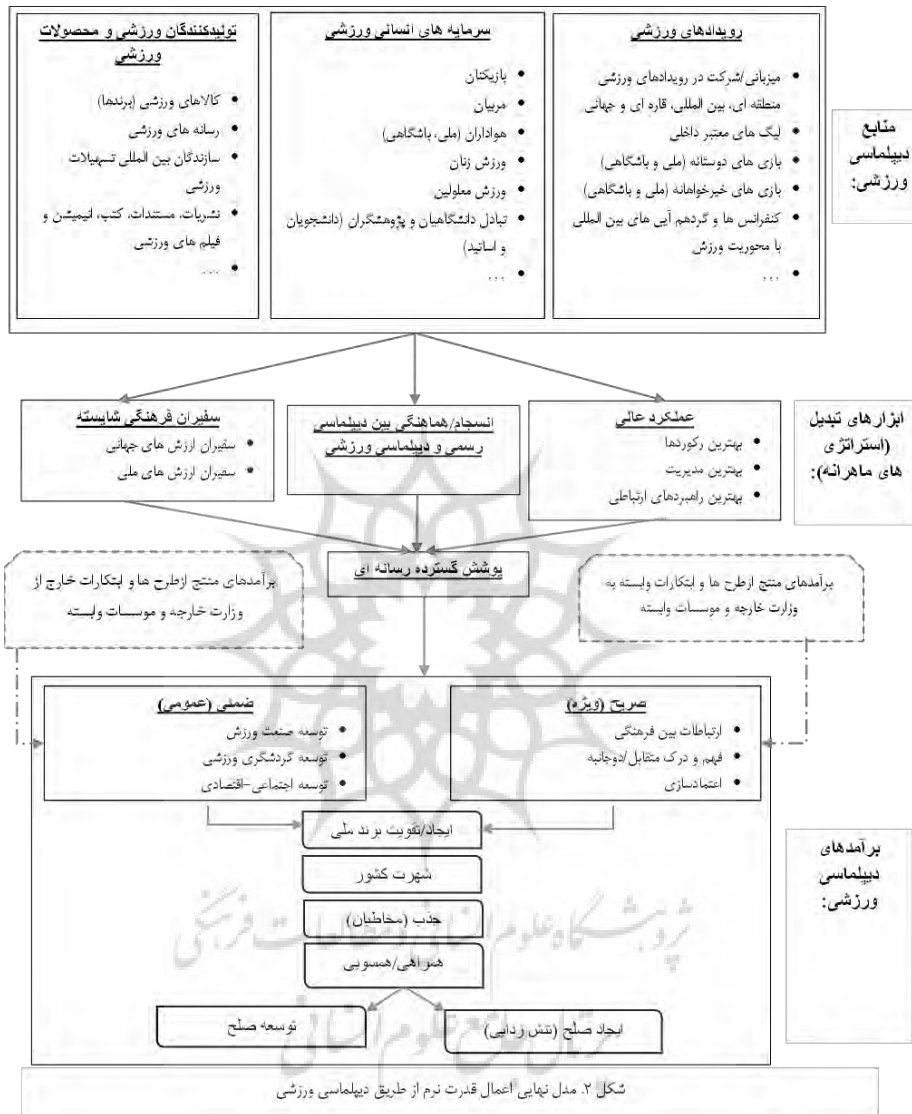 رویدادهای ورزشی
میزبانی/شرکت در رویدادهای ورزشی
منطقه ای، بین المللی، قاره ای و جهانی
لیگ های معتبر داخلی
بازی های دوستانه (ملی و باشگاهی)
بازی های خیرخواهانه (ملی و باشگاهی)
کنفرانس ها و گردهم آیی های بین المللی
با محوریت ورزش
...
سرمایه های انسانی ورزشی
بازیکنان
مربیان
هواداران (ملی، باشگاهی)
ورزش زنان
ورزش معلولین
تبادل دانشگاهیان و پژوهشگران (دانشجویان
و اساتید)
...
تولیدکنندگان ورزشی و محصولات
ورزشی
کالاهای ورزشی (برندها)
رسانه های ورزشی
سازندگان بین المللی تسهیلات
ورزشی
نشریات، مستندات، کتب، انیمیشن و
فیلم های ورزشی
....
منابع
دیپلماسی
ورزشی:
ابزارهای تبدیل
(استراتژی
های ماهرانه):
عملکرد عالی
بهترین رکوردها
بهترین مدیریت
بهترین راهبردهای ارتباطی
انسجام/هماهنگی بین دیپلماسی
رسمی و دیپلماسی ورزشی
سفیران فرهنگی شایسته
سفیران ارزش های جهانی
سفیران ارزش های ملی
پوشش گسترده رسانه ای
برآمدهای منتج ازطرح ها و ابتکارات وابسته به
وزارت خارجه و موسسات وابسته
برآمدهای منتج ازطرح ها و ابتکارات خارج از
وزارت خارجه و موسسات وابسته
صریح (ویژه)
ارتباطات بین فرهنگی
فهم و درک متقابل/دوجانبه
اعتمادسازی
ضمنی (عمومی)
توسعه صنعت ورزش
توسعه گردشگری ورزشی
توسعه اجتماعی-اقتصادی
برآمدهای
دیپلماسی
ورزشی:
ایجاد/تقویت برند ملی
شهرت کشور
جذب (مخاطبان)
همراهی/همسویی
ایجاد صلح (تنش زدایی)
توسعه صلح
پژوهشگاه علوم انسانی و مطالعات فرهنگی
پرتال جامع علوم انسانی
شکل ۲. مدل نهایی اعمال قدرت نرم از طریق دیپلماسی ورزشی